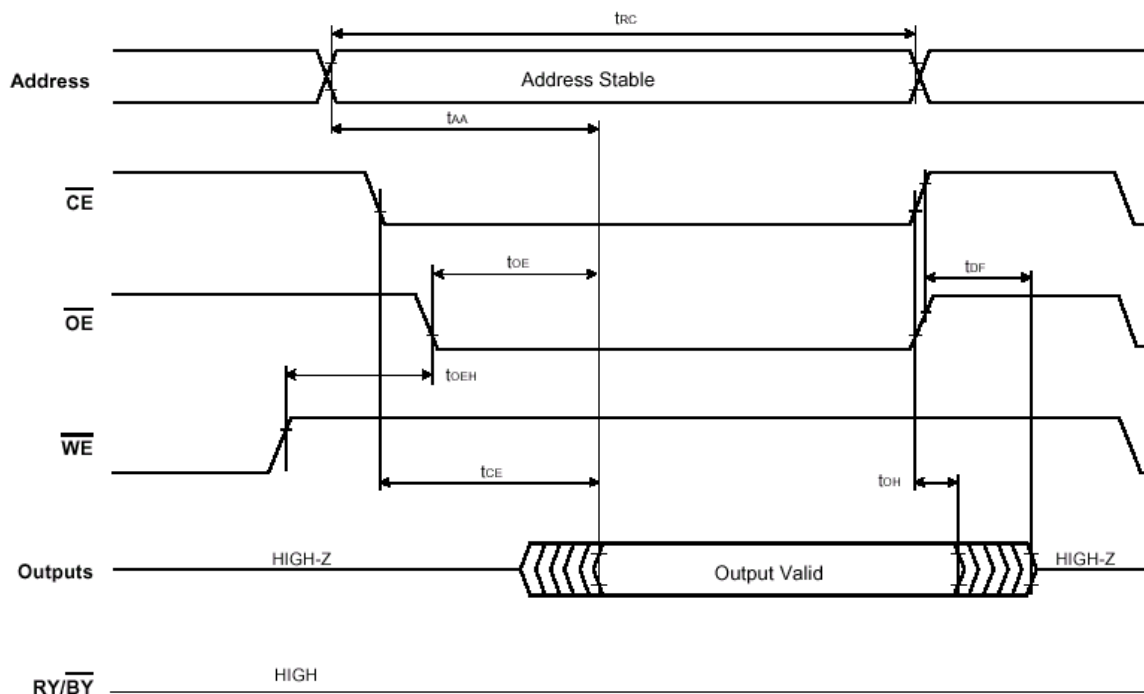 tRC
Address
Address Stable
tAA
CE
tOE
tDF
OE
tOEH
WE
tCE
tOH
HIGH-Z
HIGH-Z
Outputs
Output Valid
HIGH
RY/BY